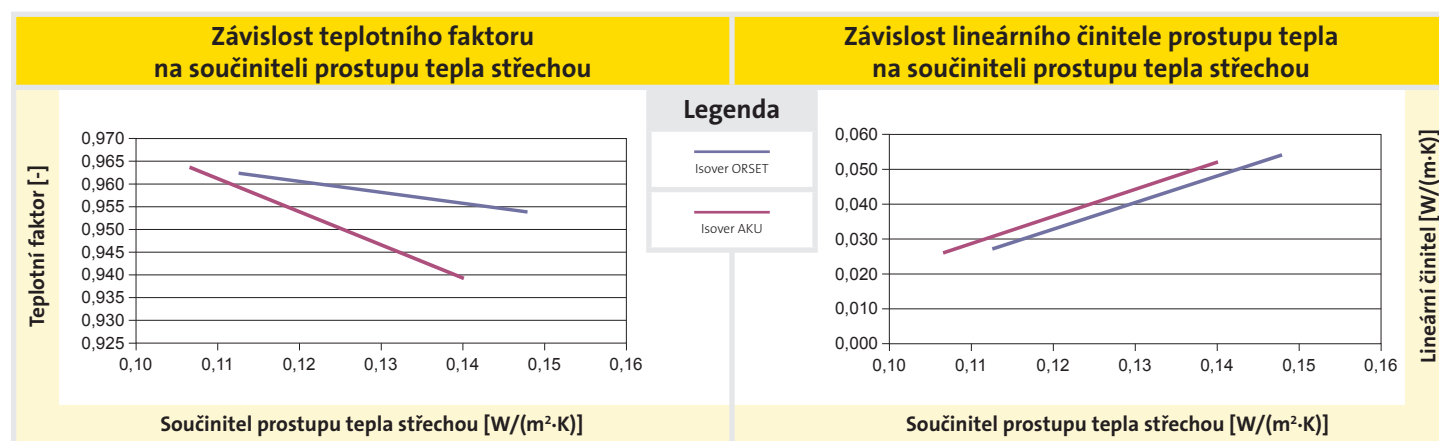 Závislost teplotního faktoru
na součiniteli prostupu tepla střechou
Závislost lineárního činitele prostupu tepla
na součiniteli prostupu tepla střechou
Teplotní faktor [-]
0,970
0,965
0,960
0,955
0,950
0,945
0,940
0,935
0,930
0,925
0,10 0,11 0,12 0,13 0,14 0,15 0,16
Součinitel prostupu tepla střechou [W/(m²·K)]
Legenda
Isover ORSET
Isover AKU
0,060
0,050
0,040
0,030
0,020
0,010
0,000
0,10 0,11 0,12 0,13 0,14 0,15 0,16
Lineární činitel [W/(m·K)]
Součinitel prostupu tepla střechou [W/(m²·K)]